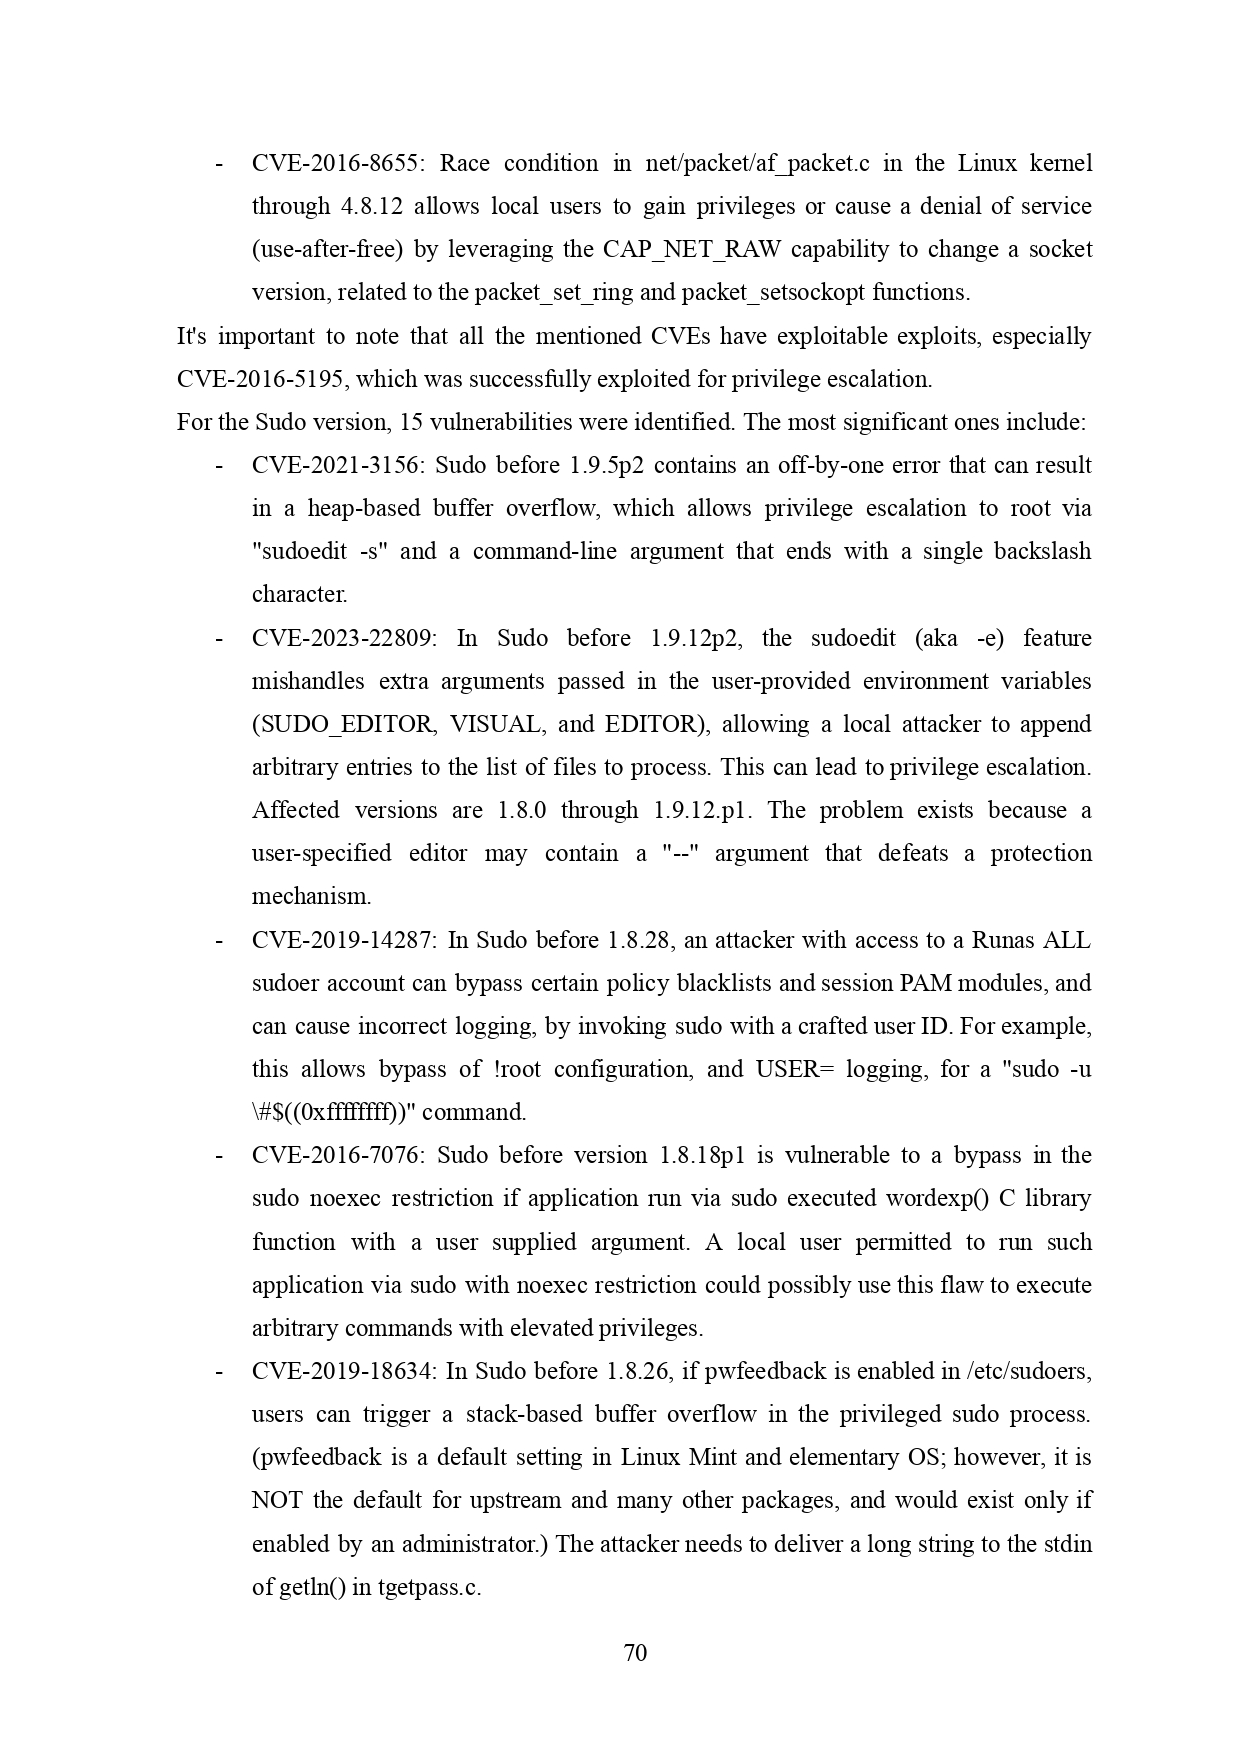 - CVE-2016-8655: Race condition in net/packet/af_packet.c in the Linux kernel
through 4.8.12 allows local users to gain privileges or cause a denial of service
(use-after-free) by leveraging the CAP_NET_RAW capability to change a socket
version, related to the packet_set_ring and packet_setsockopt functions.
It's important to note that all the mentioned CVEs have exploitable exploits, especially
CVE-2016-5195, which was successfully exploited for privilege escalation.
For the Sudo version, 15 vulnerabilities were identified. The most significant ones include:
- CVE-2021-3156: Sudo before 1.9.5p2 contains an off-by-one error that can result
in a heap-based buffer overflow, which allows privilege escalation to root via
"sudoedit -s" and a command-line argument that ends with a single backslash
character.
- CVE-2023-22809: In Sudo before 1.9.12p2, the sudoedit (aka -e) feature
mishandles extra arguments passed in the user-provided environment variables
(SUDO_EDITOR, VISUAL, and EDITOR), allowing a local attacker to append
arbitrary entries to the list of files to process. This can lead to privilege escalation.
Affected versions are 1.8.0 through 1.9.12.p1. The problem exists because a
user-specified editor may contain a "--" argument that defeats a protection
mechanism.
- CVE-2019-14287: In Sudo before 1.8.28, an attacker with access to a Runas ALL
sudoer account can bypass certain policy blacklists and session PAM modules, and
can cause incorrect logging, by invoking sudo with a crafted user ID. For example,
this allows bypass of !root configuration, and USER= logging, for a "sudo -u
\#$((0xffffffff))" command.
- CVE-2016-7076: Sudo before version 1.8.18p1 is vulnerable to a bypass in the
sudo noexec restriction if application run via sudo executed wordexp() C library
function with a user supplied argument. A local user permitted to run such
application via sudo with noexec restriction could possibly use this flaw to execute
arbitrary commands with elevated privileges.
- CVE-2019-18634: In Sudo before 1.8.26, if pwfeedback is enabled in /etc/sudoers,
users can trigger a stack-based buffer overflow in the privileged sudo process.
(pwfeedback is a default setting in Linux Mint and elementary OS; however, it is
NOT the default for upstream and many other packages, and would exist only if
enabled by an administrator.) The attacker needs to deliver a long string to the stdin
of getln() in tgetpass.c.
70